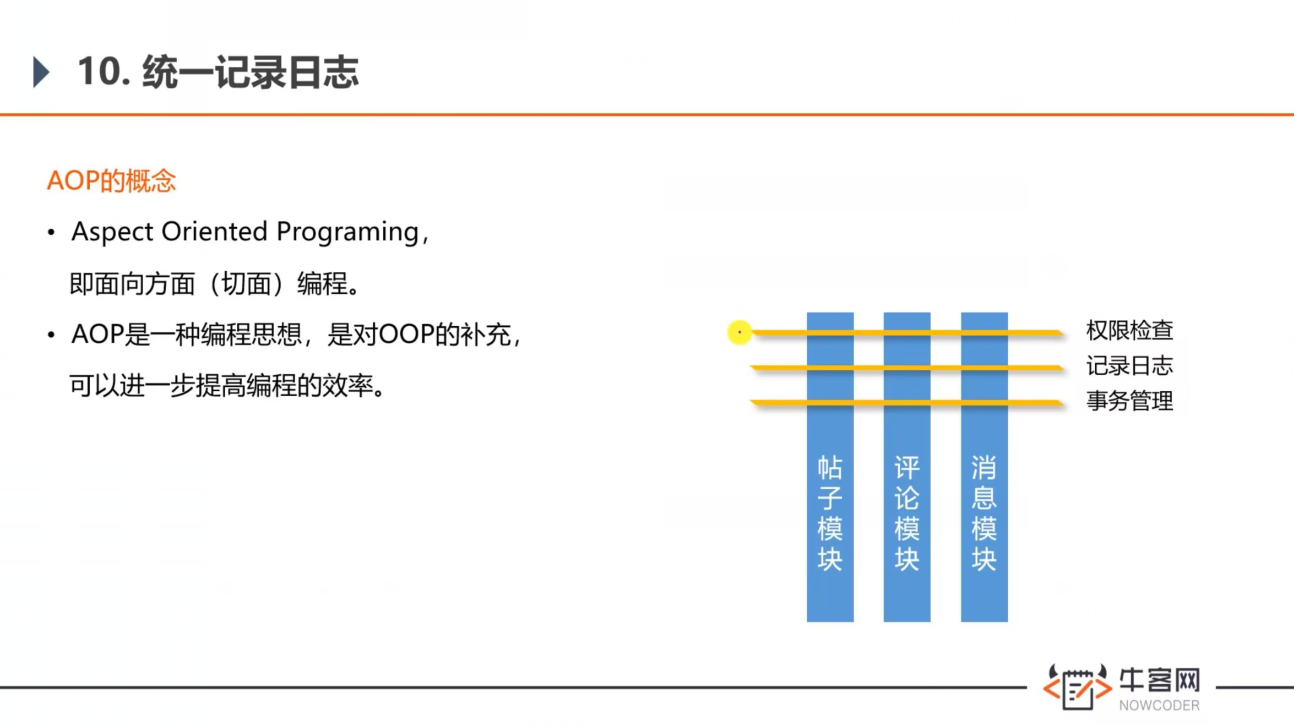 10. 统一记录日志
AOP的概念
• Aspect Oriented Programing,
即面向方面（切面）编程。
• AOP是一种编程思想，是对OOP的补充，
可以进一步提高编程的效率。
权限检查
记录日志
事务管理
帖子模块
评论模块
消息模块
牛客网
NOWCODER